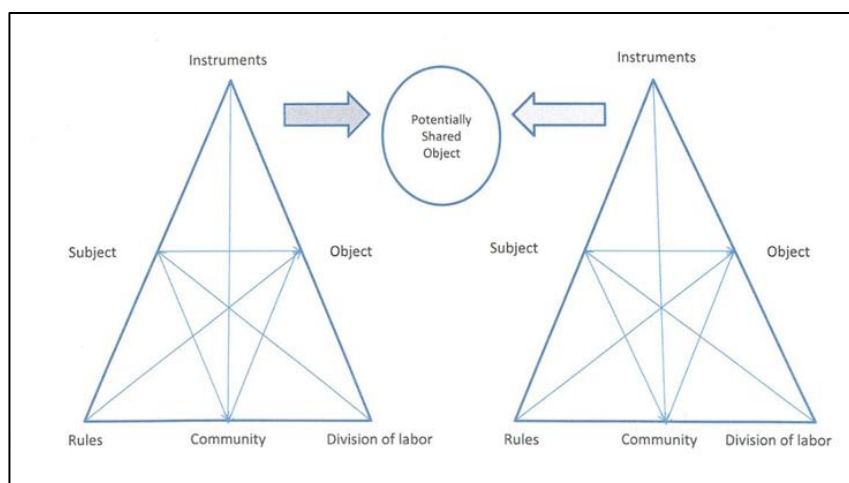 Instruments
Instruments
Potentially
Shared
Object
Subject
Object
Subject
Object
Rules
Community
Division of labor
Rules
Community
Division of labor